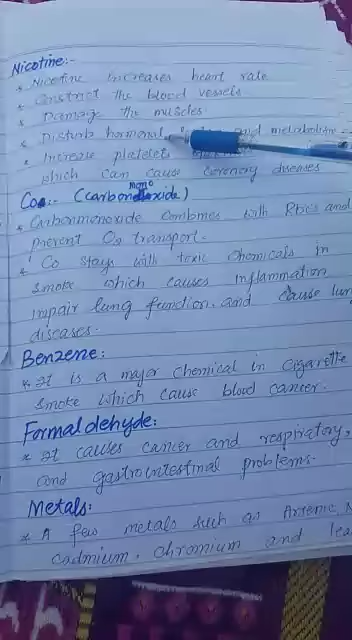 Nicotine:-
* Nicotine increases heart rate
* Constrict the blood vessels
* Damage the muscles
* Disturb hormonal and metabolism
* Increase platelets
which can cause coronary diseases
Co (carbon monoxide)
* Carbonmonoxide combines with Rbcs and
prevent O2 transport.
* Co stays with toxic chemicals in
smoke which causes inflammation
impair lung function, and cause lun
diseases.
Benzene:
* It is a major chemical in cigarette
smoke which cause blood cancer.
Formaldehyde:
* It causes cancer and respiratory,
and gastrointestinal problems.
Metals:
* A few metals such as Arsenic, N
cadmium, chromium and lea